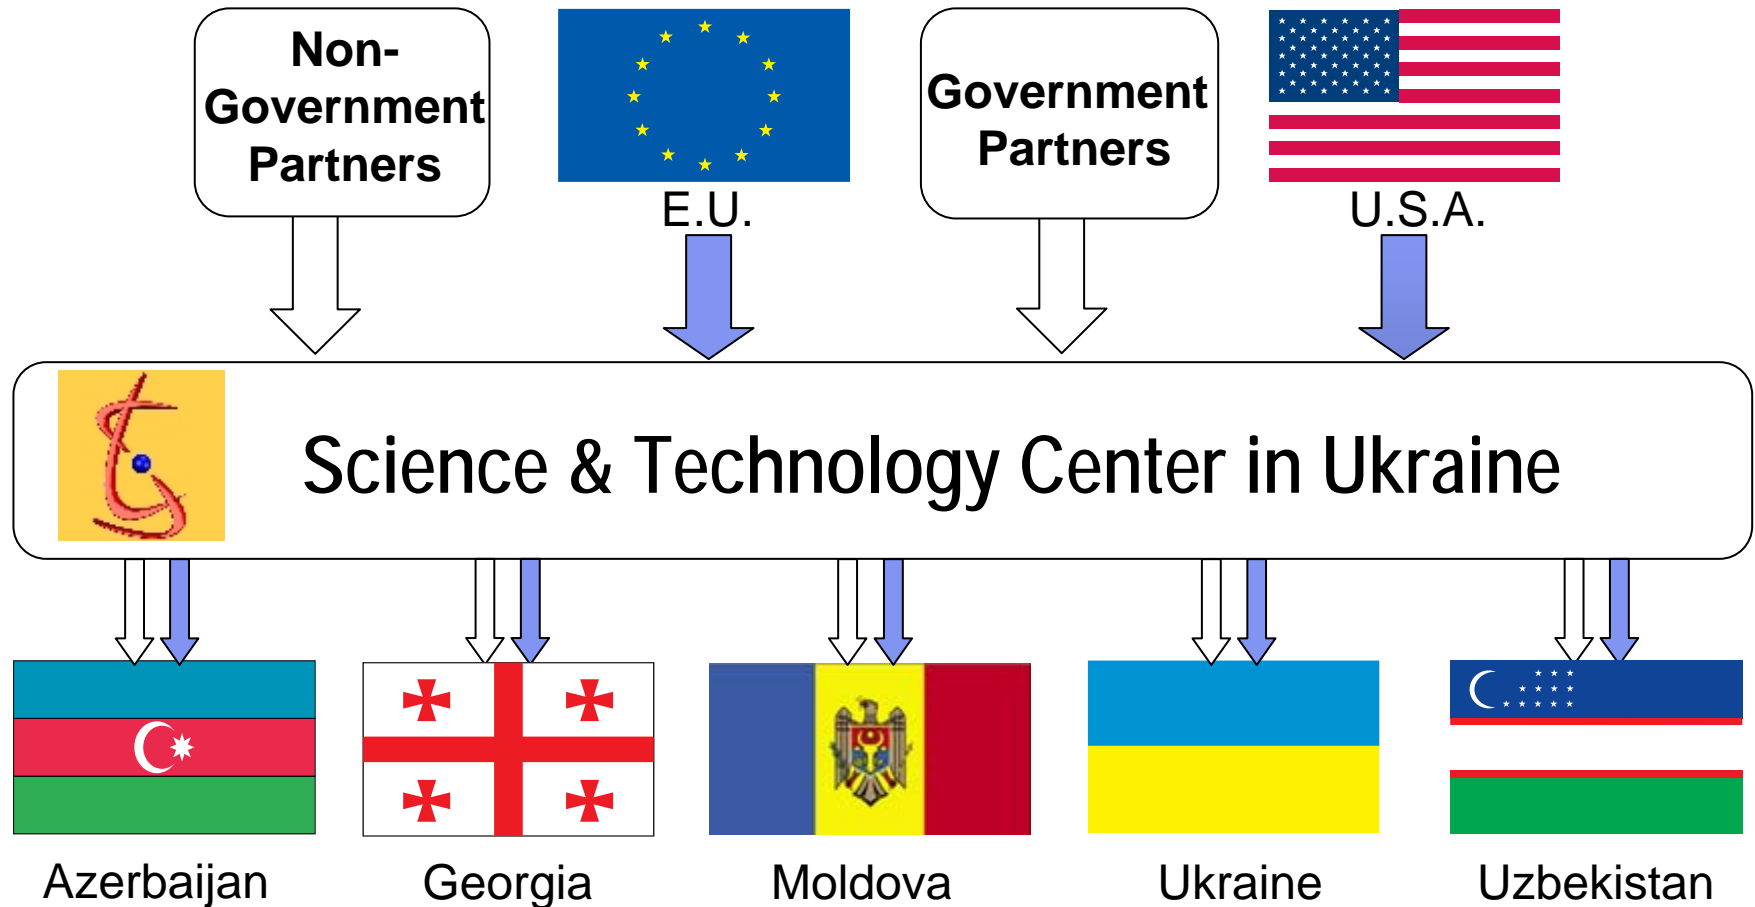 Non-
Government
Partners
E.U.
Government
Partners
U.S.A.
Science & Technology Center in Ukraine
Azerbaijan
Georgia
Moldova
Ukraine
Uzbekistan